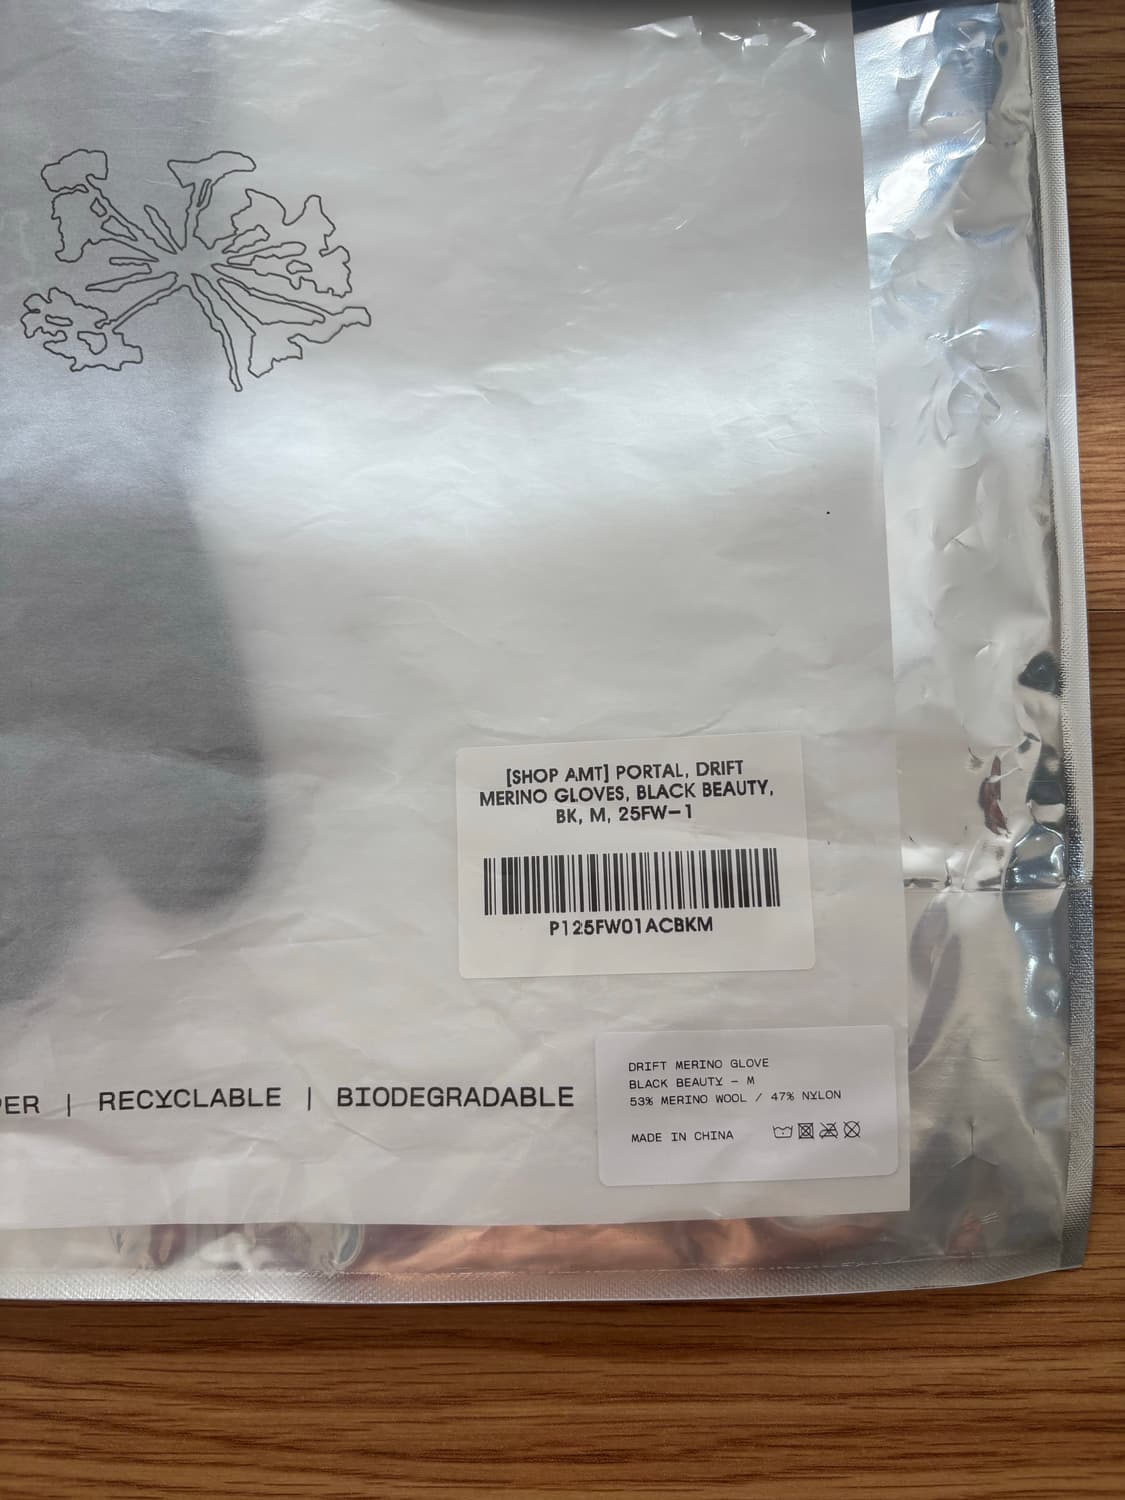 [SHOP AMT] PORTAL, DRIFT
MERINO GLOVES, BLACK BEAUTY,
BK, M, 25FW-1
P125FW01ACBKM
RECYCLABLE | BIODEGRADABLE
DRIFT MERINO GLOVE
BLACK BEAUTY – M
53% MERINO WOOL / 47% NYLON
MADE IN CHINA